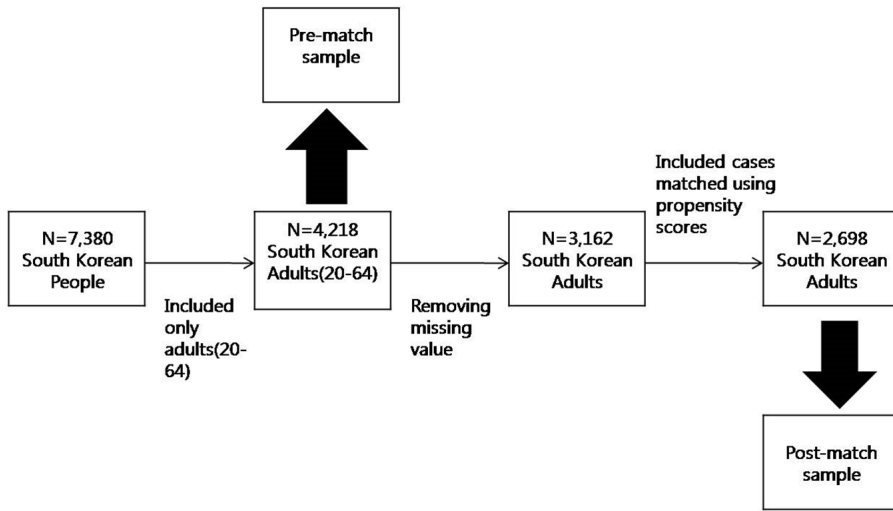 Pre-match
sample
N=7,380
South Korean
People
Included
only
adults(20-
64)
N=4,218
South Korean
Adults(20-64)
Removing
missing
value
N=3,162
South Korean
Adults
Included cases
matched using
propensity
scores
N=2,698
South Korean
Adults
Post-match
sample